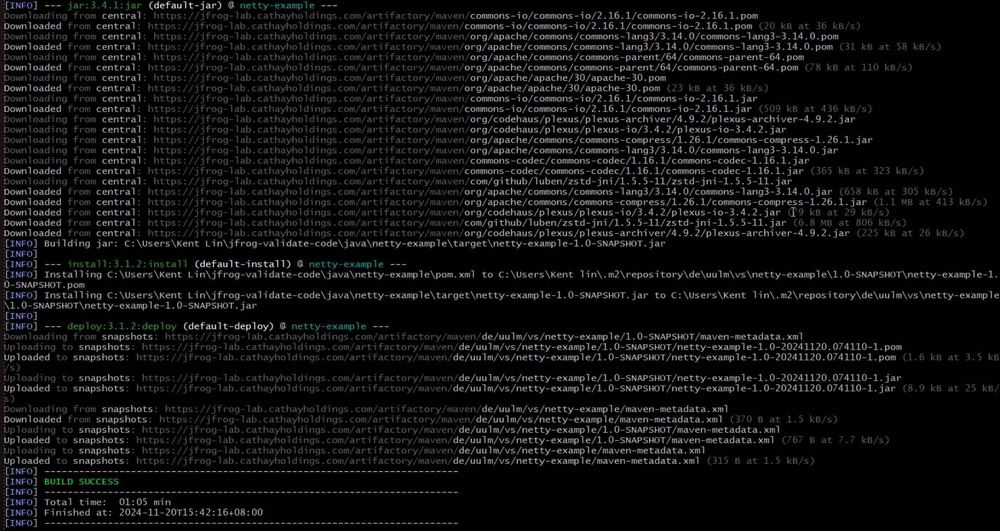 [INFO] --- jar:3.4.1:jar (default-jar) @ netty-example ---
Downloading from central: https://jfrog-lab.cathayholdings.com/artifactory/maven/commons-io/commons-io/2.16.1/commons-io-2.16.1.pom
Downloaded from central: https://jfrog-lab.cathayholdings.com/artifactory/maven/commons-io/commons-io/2.16.1/commons-io-2.16.1.pom (20 kB at 36 kB/s)
Downloading from central: https://jfrog-lab.cathayholdings.com/artifactory/maven/org/apache/commons/commons-lang3/3.14.0/commons-lang3-3.14.0.pom
Downloaded from central: https://jfrog-lab.cathayholdings.com/artifactory/maven/org/apache/commons/commons-lang3/3.14.0/commons-lang3-3.14.0.pom (31 kB at 58 kB/s)
Downloading from central: https://jfrog-lab.cathayholdings.com/artifactory/maven/org/apache/commons/commons-parent/64/commons-parent-64.pom
Downloaded from central: https://jfrog-lab.cathayholdings.com/artifactory/maven/org/apache/commons/commons-parent/64/commons-parent-64.pom (78 kB at 110 kB/s)
Downloading from central: https://jfrog-lab.cathayholdings.com/artifactory/maven/org/apache/apache/30/apache-30.pom
Downloaded from central: https://jfrog-lab.cathayholdings.com/artifactory/maven/org/apache/apache/30/apache-30.pom (23 kB at 36 kB/s)
Downloading from central: https://jfrog-lab.cathayholdings.com/artifactory/maven/commons-io/commons-io/2.16.1/commons-io-2.16.1.jar
Downloaded from central: https://jfrog-lab.cathayholdings.com/artifactory/maven/commons-io/commons-io/2.16.1/commons-io-2.16.1.jar (509 kB at 436 kB/s)
Downloading from central: https://jfrog-lab.cathayholdings.com/artifactory/maven/org/codehaus/plexus/plexus-archiver/4.9.2/plexus-archiver-4.9.2.jar
Downloading from central: https://jfrog-lab.cathayholdings.com/artifactory/maven/org/codehaus/plexus/plexus-io/3.4.2/plexus-io-3.4.2.jar
Downloading from central: https://jfrog-lab.cathayholdings.com/artifactory/maven/org/apache/commons/commons-compress/1.26.1/commons-compress-1.26.1.jar
Downloading from central: https://jfrog-lab.cathayholdings.com/artifactory/maven/org/apache/commons/commons-lang3/3.14.0/commons-lang3-3.14.0.jar
Downloading from central: https://jfrog-lab.cathayholdings.com/artifactory/maven/commons-codec/commons-codec/1.16.1/commons-codec-1.16.1.jar
Downloaded from central: https://jfrog-lab.cathayholdings.com/artifactory/maven/commons-codec/commons-codec/1.16.1/commons-codec-1.16.1.jar (365 kB at 323 kB/s)
Downloading from central: https://jfrog-lab.cathayholdings.com/artifactory/maven/com/github/luben/zstd-jni/1.5.5-11/zstd-jni-1.5.5-11.jar
Downloaded from central: https://jfrog-lab.cathayholdings.com/artifactory/maven/org/apache/commons/commons-lang3/3.14.0/commons-lang3-3.14.0.jar (658 kB at 305 kB/s)
Downloaded from central: https://jfrog-lab.cathayholdings.com/artifactory/maven/org/apache/commons/commons-compress/1.26.1/commons-compress-1.26.1.jar (1.1 MB at 413 kB/s)
Downloaded from central: https://jfrog-lab.cathayholdings.com/artifactory/maven/org/codehaus/plexus/plexus-io/3.4.2/plexus-io-3.4.2.jar (79 kB at 29 kB/s)
Downloaded from central: https://jfrog-lab.cathayholdings.com/artifactory/maven/com/github/luben/zstd-jni/1.5.5-11/zstd-jni-1.5.5-11.jar (6.8 MB at 806 kB/s)
Downloaded from central: https://jfrog-lab.cathayholdings.com/artifactory/maven/org/codehaus/plexus/plexus-archiver/4.9.2/plexus-archiver-4.9.2.jar (225 kB at 26 kB/s)
[INFO] Building jar: C:\Users\Kent Lin\jfrog-validate-code\java\netty-example\target\netty-example-1.0-SNAPSHOT.jar
[INFO]
[INFO] --- install:3.1.2:install (default-install) @ netty-example ---
[INFO] Installing C:\Users\Kent Lin\jfrog-validate-code\java\netty-example\pom.xml to C:\Users\Kent lin\.m2\repository\de\uulm\vs\netty-example\1.0-SNAPSHOT\netty-example-1.
0-SNAPSHOT.pom
[INFO] Installing C:\Users\Kent Lin\jfrog-validate-code\java\netty-example\target\netty-example-1.0-SNAPSHOT.jar to C:\Users\Kent lin\.m2\repository\de\uulm\vs\netty-example
\1.0-SNAPSHOT\netty-example-1.0-SNAPSHOT.jar
[INFO]
[INFO] --- deploy:3.1.2:deploy (default-deploy) @ netty-example ---
Downloading from snapshots: https://jfrog-lab.cathayholdings.com/artifactory/maven/de/uulm/vs/netty-example/1.0-SNAPSHOT/maven-metadata.xml
Uploading to snapshots: https://jfrog-lab.cathayholdings.com/artifactory/maven/de/uulm/vs/netty-example/1.0-SNAPSHOT/netty-example-1.0-20241120.074110-1.pom
Uploaded to snapshots: https://jfrog-lab.cathayholdings.com/artifactory/maven/de/uulm/vs/netty-example/1.0-SNAPSHOT/netty-example-1.0-20241120.074110-1.pom (1.6 kB at 3.5 kB
/s)
Uploading to snapshots: https://jfrog-lab.cathayholdings.com/artifactory/maven/de/uulm/vs/netty-example/1.0-SNAPSHOT/netty-example-1.0-20241120.074110-1.jar
Uploaded to snapshots: https://jfrog-lab.cathayholdings.com/artifactory/maven/de/uulm/vs/netty-example/1.0-SNAPSHOT/netty-example-1.0-20241120.074110-1.jar (8.9 kB at 25 kB/
s)
Downloading from snapshots: https://jfrog-lab.cathayholdings.com/artifactory/maven/de/uulm/vs/netty-example/maven-metadata.xml
Downloaded from snapshots: https://jfrog-lab.cathayholdings.com/artifactory/maven/de/uulm/vs/netty-example/maven-metadata.xml (370 B at 1.5 kB/s)
Uploading to snapshots: https://jfrog-lab.cathayholdings.com/artifactory/maven/de/uulm/vs/netty-example/1.0-SNAPSHOT/maven-metadata.xml
Uploaded to snapshots: https://jfrog-lab.cathayholdings.com/artifactory/maven/de/uulm/vs/netty-example/1.0-SNAPSHOT/maven-metadata.xml (767 B at 7.7 kB/s)
Uploading to snapshots: https://jfrog-lab.cathayholdings.com/artifactory/maven/de/uulm/vs/netty-example/maven-metadata.xml
Uploaded to snapshots: https://jfrog-lab.cathayholdings.com/artifactory/maven/de/uulm/vs/netty-example/maven-metadata.xml (315 B at 1.5 kB/s)
[INFO] ------------------------------------------------------------------------
[INFO] BUILD SUCCESS
[INFO] ------------------------------------------------------------------------
[INFO] Total time:  01:05 min
[INFO] Finished at: 2024-11-20T15:42:16+08:00
[INFO] ------------------------------------------------------------------------